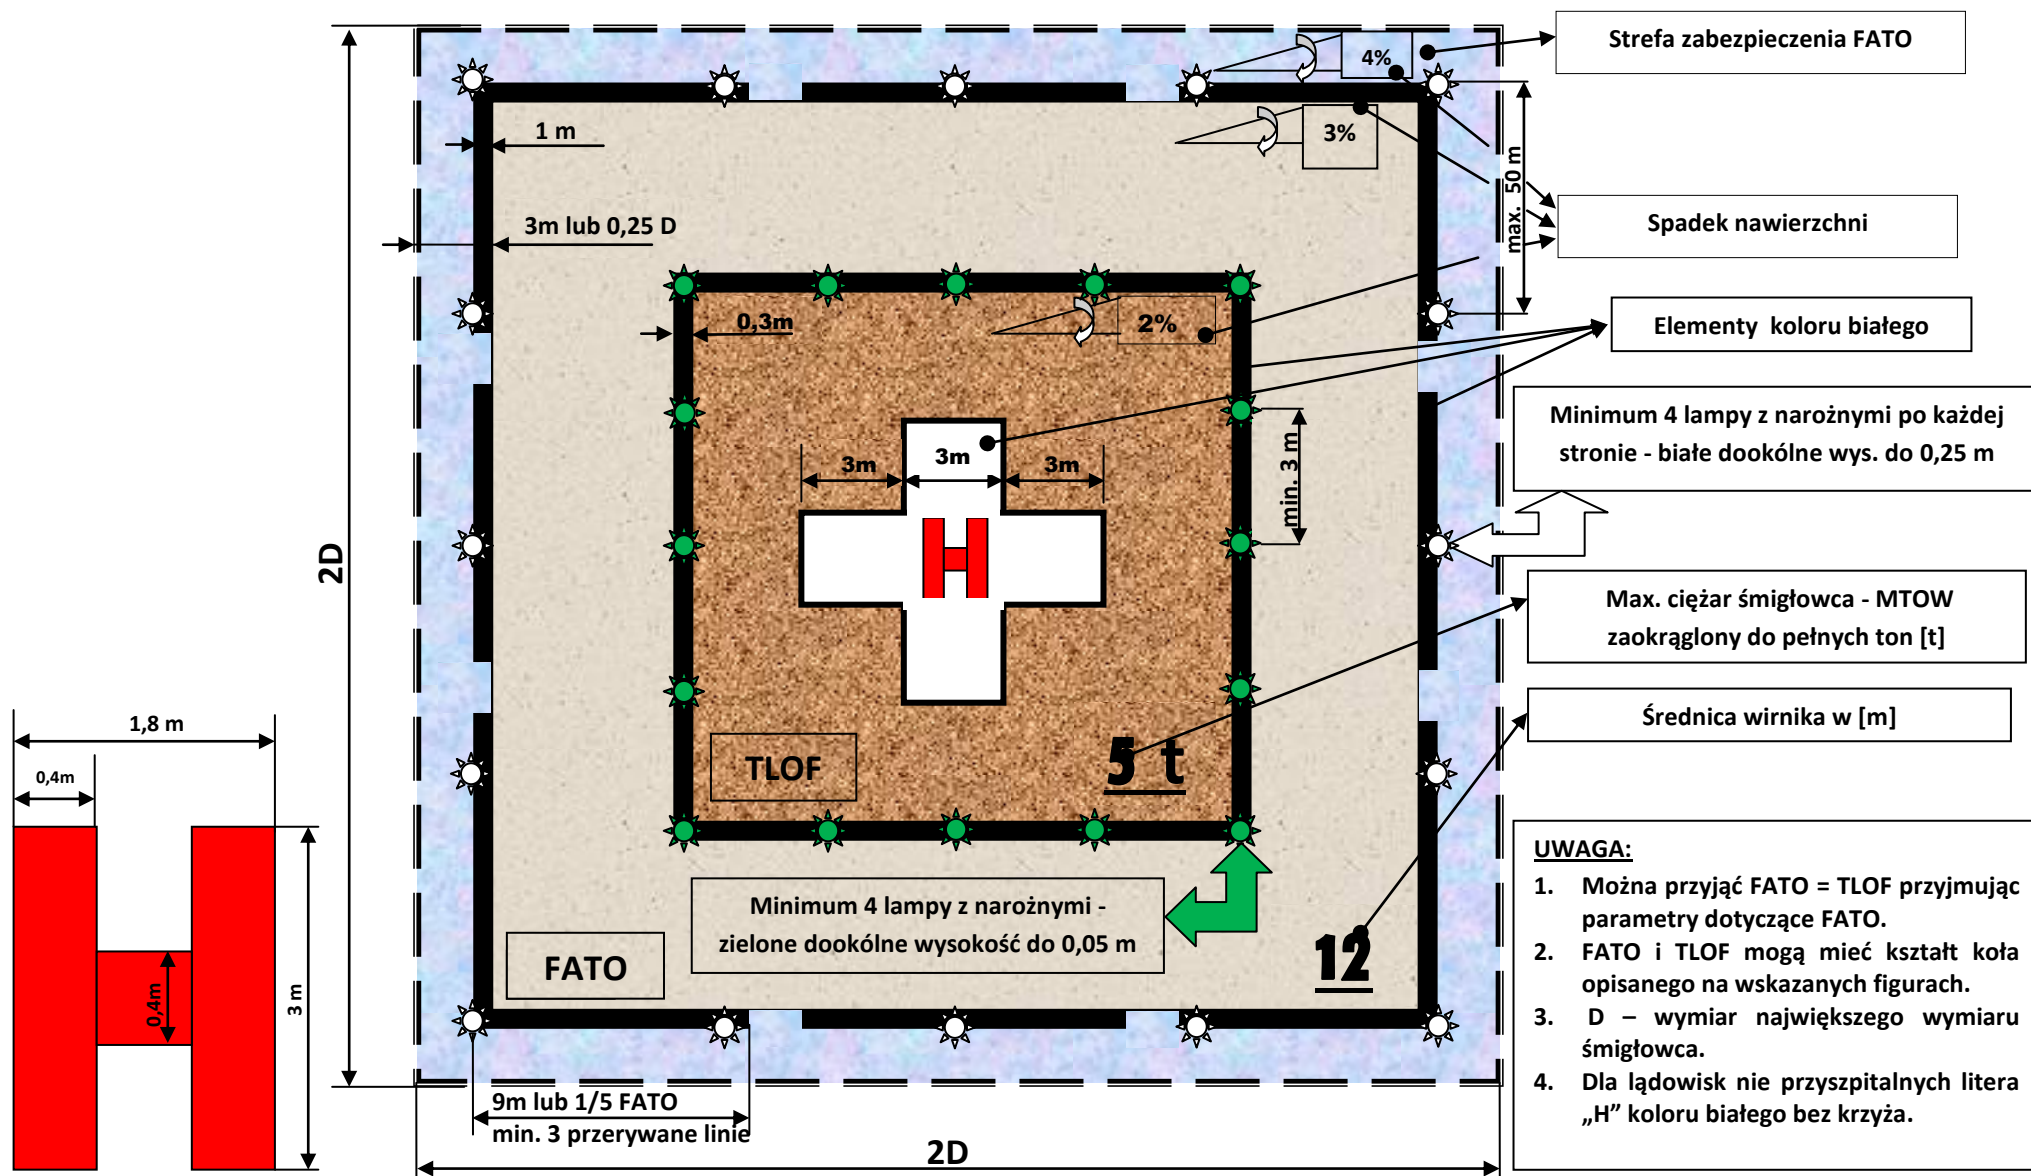 Strefa zabezpieczenia FATO
4%
3%
1 m
max. 50 m
3m lub 0,25 D
Spadek nawierzchni
0,3m
2%
Elementy koloru białego
Minimum 4 lampy z narożnymi po każdej
stronie - białe dookólne wys. do 0,25 m
3m
3m
3m
min. 3 m
H
2D
Max. ciężar śmigłowca - MTOW
zaokrąglony do pełnych ton [t]
Średnica wirnika w [m]
1,8 m
0,4m
0,4m
3 m
TLOF
5 t
Minimum 4 lampy z narożnymi -
zielone dookólne wysokość do 0,05 m
FATO
12
UWAGA:
1. Można przyjąć FATO = TLOF przyjmując
parametry dotyczące FATO.
2. FATO i TLOF mogą mieć kształt koła
opisanego na wskazanych figurach.
3. D – wymiar największego wymiaru
śmigłowca.
4. Dla lądowisk nie przyszpitalnych litera
„H” koloru białego bez krzyża.
9m lub 1/5 FATO
min. 3 przerywane linie
2D